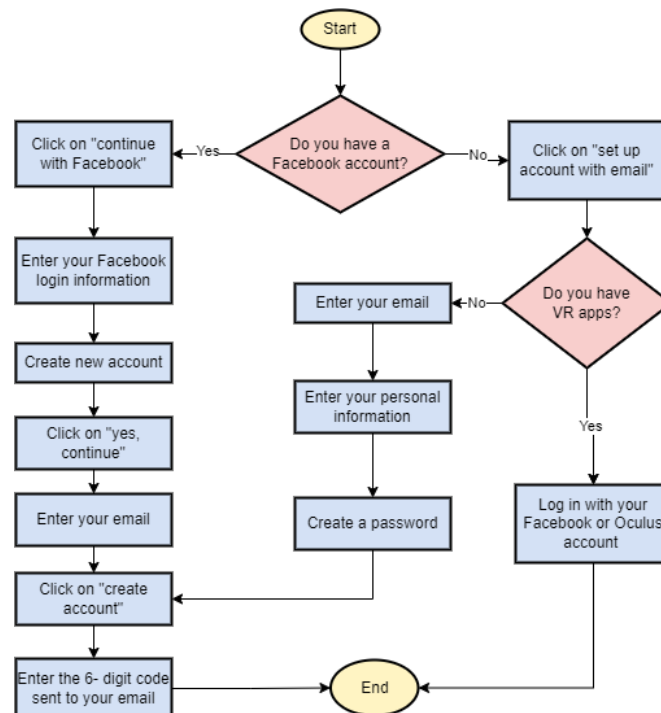 Start
Do you have a
Facebook account?
Yes
No
Click on "continue
with Facebook"
Click on "set up
account with email"
Enter your Facebook
login information
Do you have
VR apps?
No
Yes
Enter your email
Create new account
Enter your personal
information
Click on "yes,
continue"
Enter your email
Create a password
Log in with your
Facebook or Oculus
account
Click on "create
account"
Enter the 6- digit code
sent to your email
End